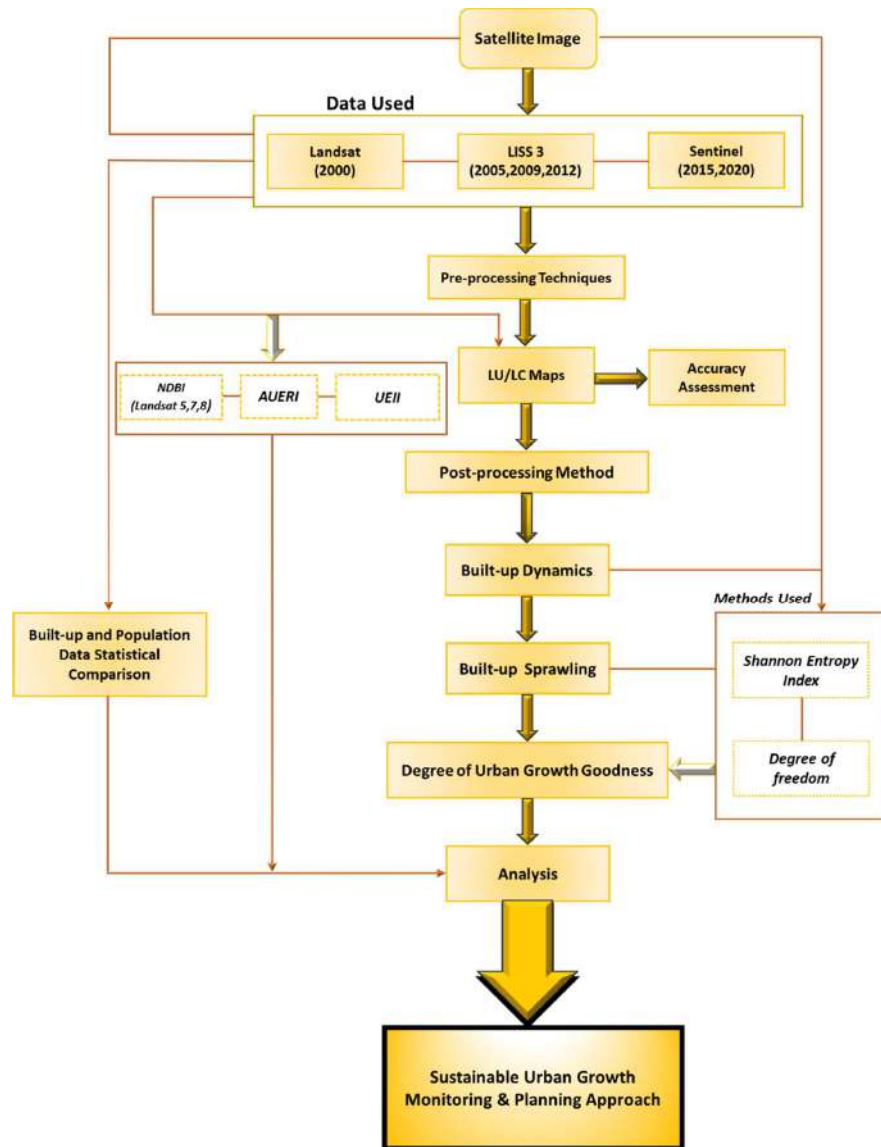 Satellite Image
Data Used
Landsat
(2000)
LISS 3
(2005,2009,2012)
Sentinel
(2015,2020)
Pre-processing Techniques
NDBI
(Landsat 5,7,8)
AUERI
UEII
LU/LC Maps
Accuracy
Assessment
Post-processing Method
Built-up Dynamics
Methods Used
Built-up and Population
Data Statistical
Comparison
Built-up Sprawling
Shannon Entropy
Index
Degree of Urban Growth Goodness
Degree of
freedom
Analysis
Sustainable Urban Growth
Monitoring & Planning Approach